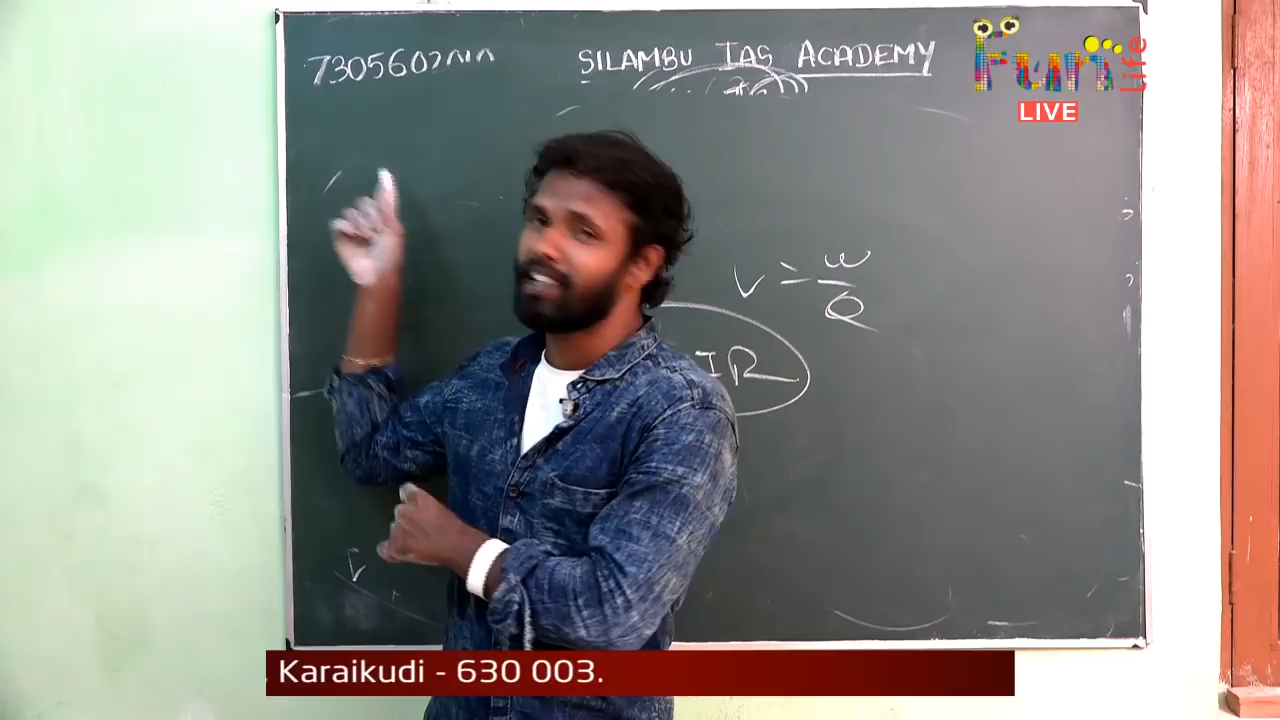 SILAMBU IAS ACADEMY
Fun life
LIVE
V = W
Q
IR
Karaikudi - 630 003.